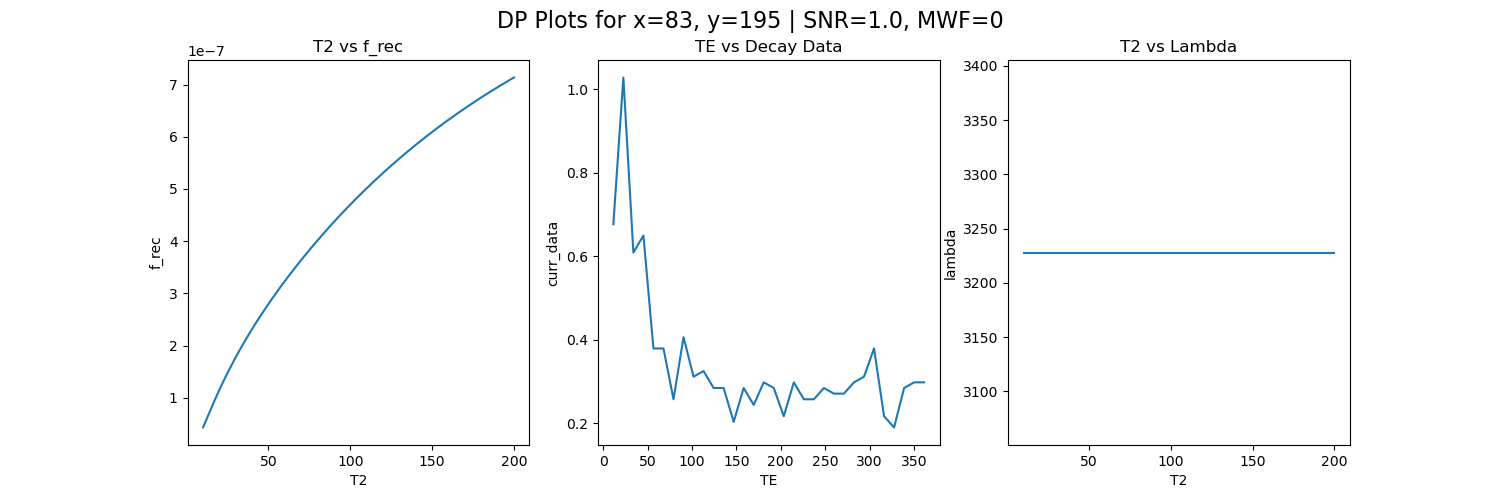 DP Plots for x=83, y=195 | SNR=1.0, MWF=0
T2 vs f_rec
1e−7
7
6
5
4
3
2
1
f_rec
50 100 150 200
T2
TE vs Decay Data
1.0
0.8
0.6
0.4
0.2
curr_data
0 50 100 150 200 250 300 350
TE
T2 vs Lambda
3400
3350
3300
3250
3200
3150
3100
lambda
50 100 150 200
T2